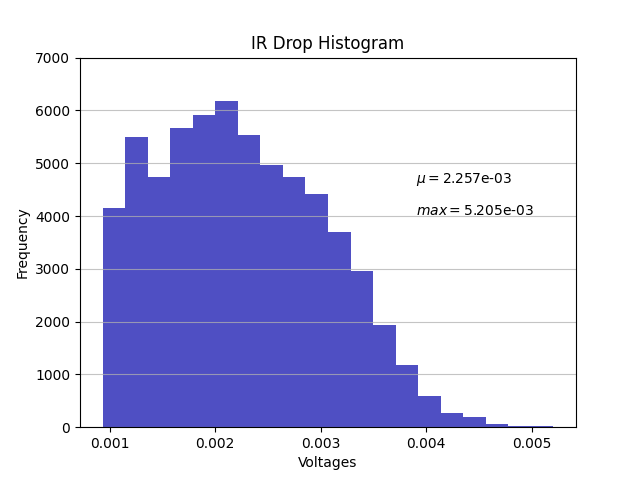 IR Drop Histogram
7000
6000
5000
4000
3000
2000
1000
0
Frequency
μ = 2.257e-03
max = 5.205e-03
0.001 0.002 0.003 0.004 0.005
Voltages